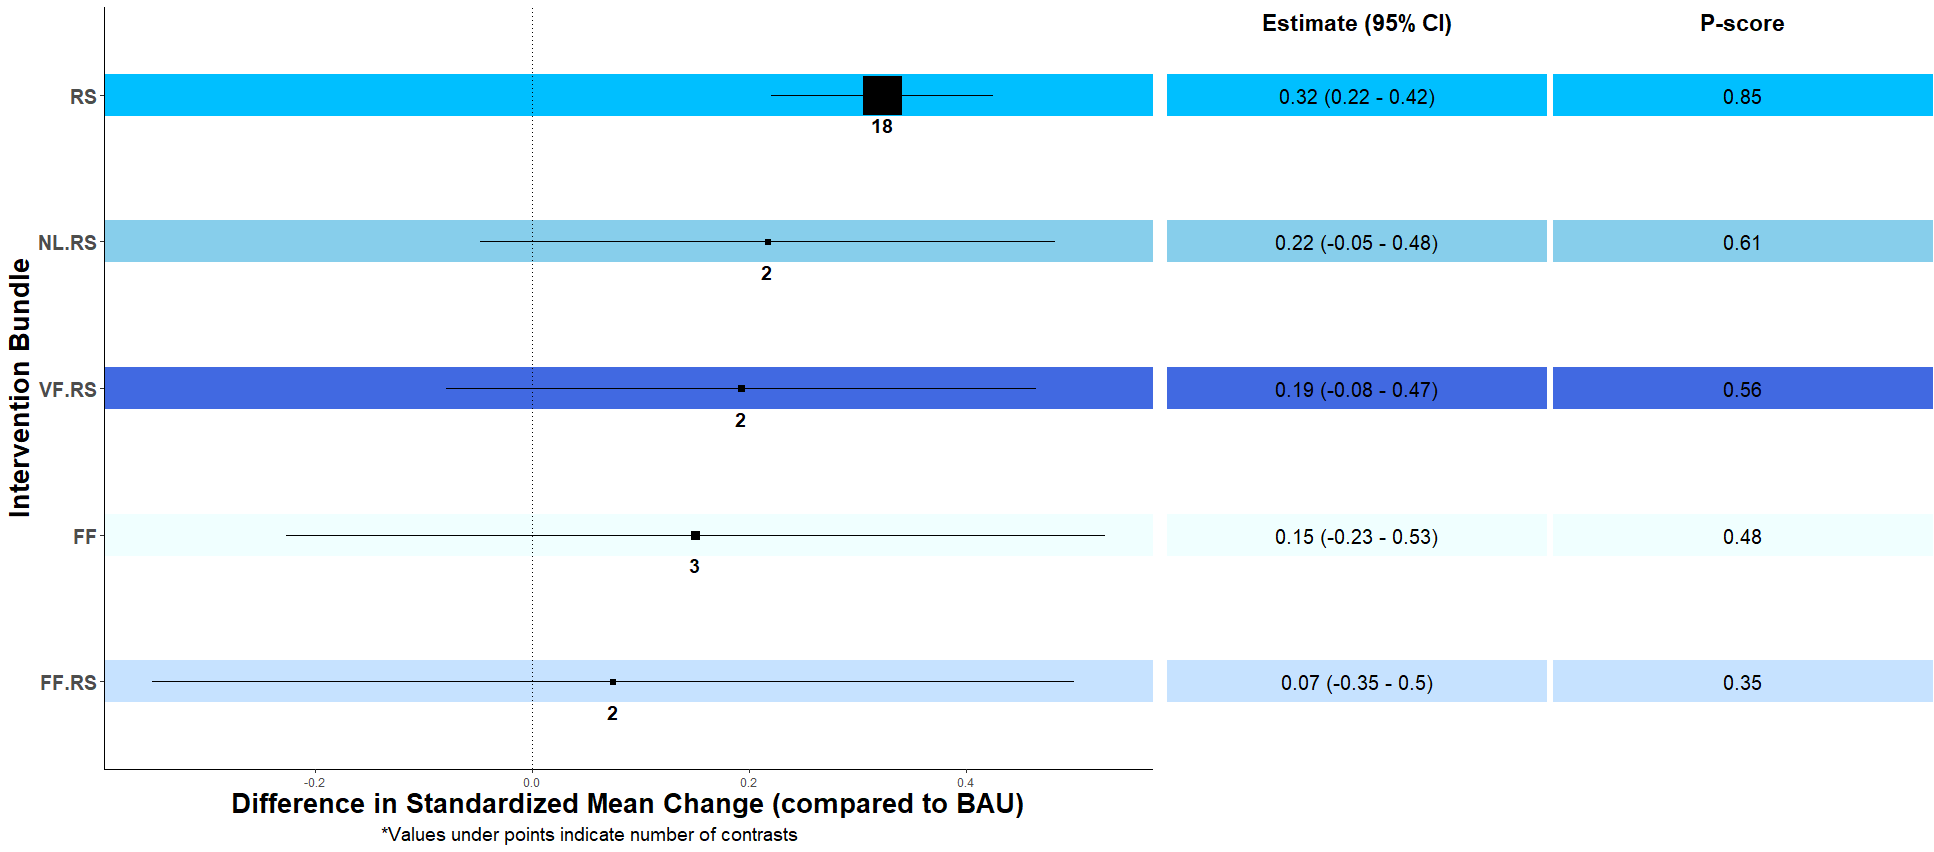 Estimate (95% CI) P-score
RS 0.32 (0.22 - 0.42) 0.85
18
NL.RS 0.22 (-0.05 - 0.48) 0.61
2
VF.RS 0.19 (-0.08 - 0.47) 0.56
2
FF 0.15 (-0.23 - 0.53) 0.48
3
FF.RS 0.07 (-0.35 - 0.5) 0.35
2
Intervention Bundle
-0.2 0.0 0.2 0.4
Difference in Standardized Mean Change (compared to BAU)
*Values under points indicate number of contrasts